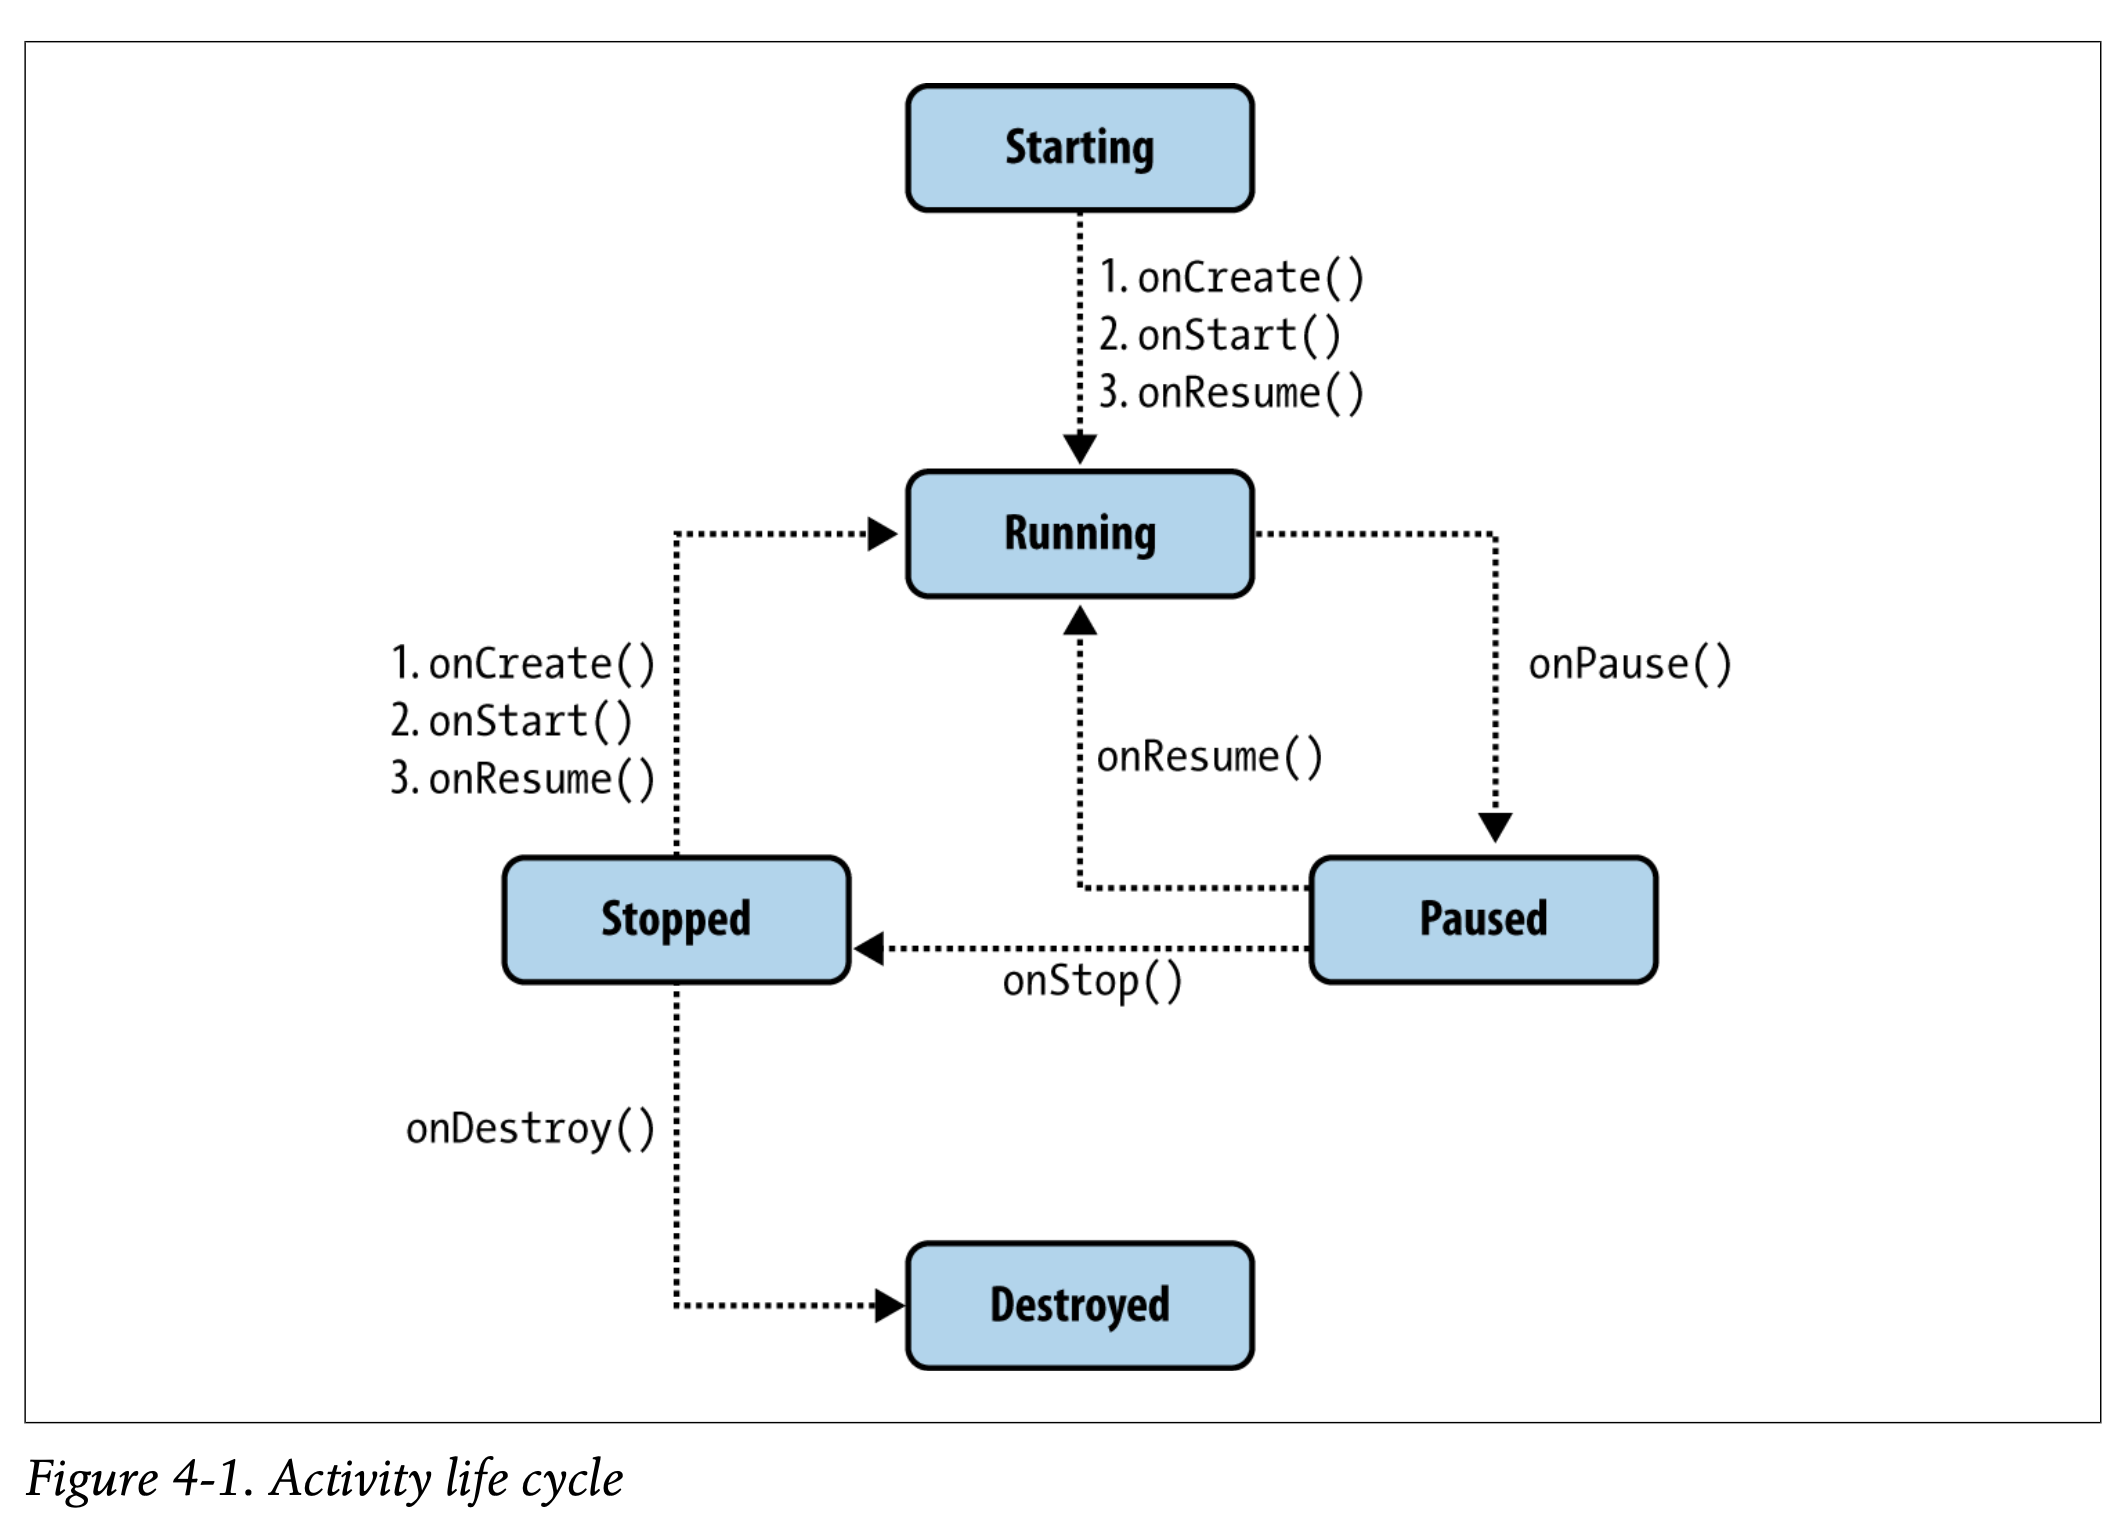 Starting
1. onCreate()
2. onStart()
3. onResume()
Running
1. onCreate()
2. onStart()
3. onResume()
onPause()
onResume()
Stopped
Paused
onStop()
onDestroy()
Destroyed
Figure 4-1. Activity life cycle